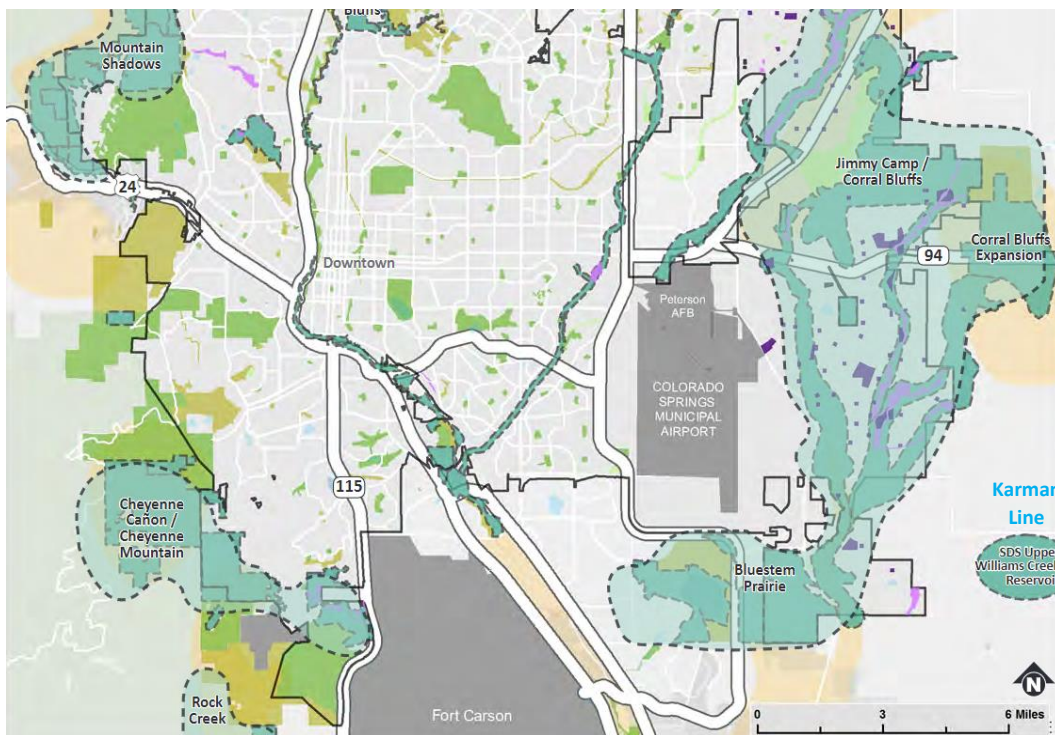 Bluffs
Mountain
Shadows
24
Jimmy Camp /
Corral Bluffs
Corral Bluffs
Expansion
94
Downtown
Peterson
AFB
COLORADO
SPRINGS
MUNICIPAL
AIRPORT
115
Cheyenne
Cañon /
Cheyenne
Mountain
Karman
Line
SDS Upper
Williams Creek
Reservoir
Bluestem
Prairie
Rock
Creek
Fort Carson
N
0 3 6 Miles